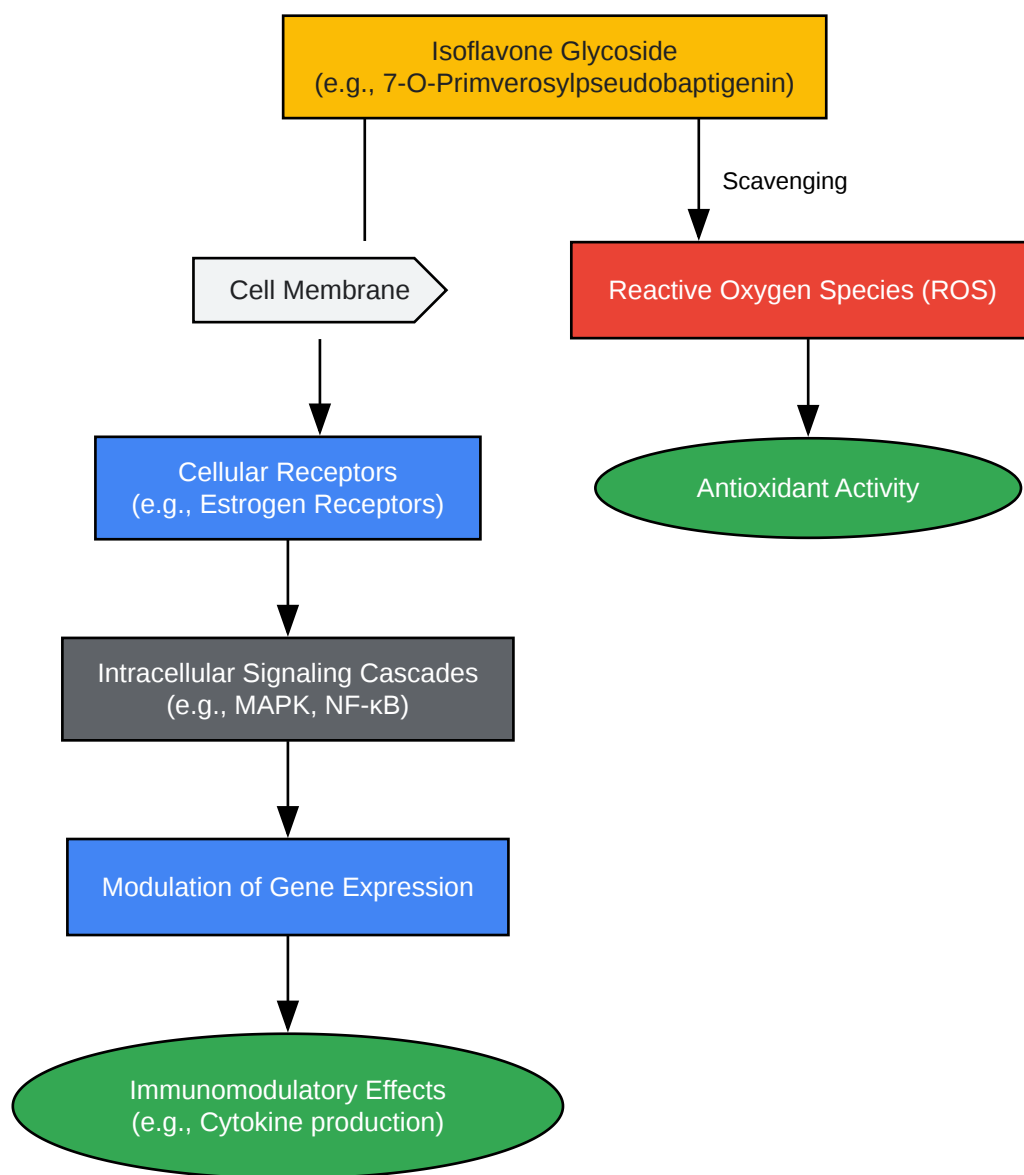 Isoflavone Glycoside
(e.g., 7-O-Primverosylpseudobaptigenin)
Scavenging
Cell Membrane
Reactive Oxygen Species (ROS)
Cellular Receptors
(e.g., Estrogen Receptors)
Antioxidant Activity
Intracellular Signaling Cascades
(e.g., MAPK, NF-κB)
Modulation of Gene Expression
Immunomodulatory Effects
(e.g., Cytokine production)